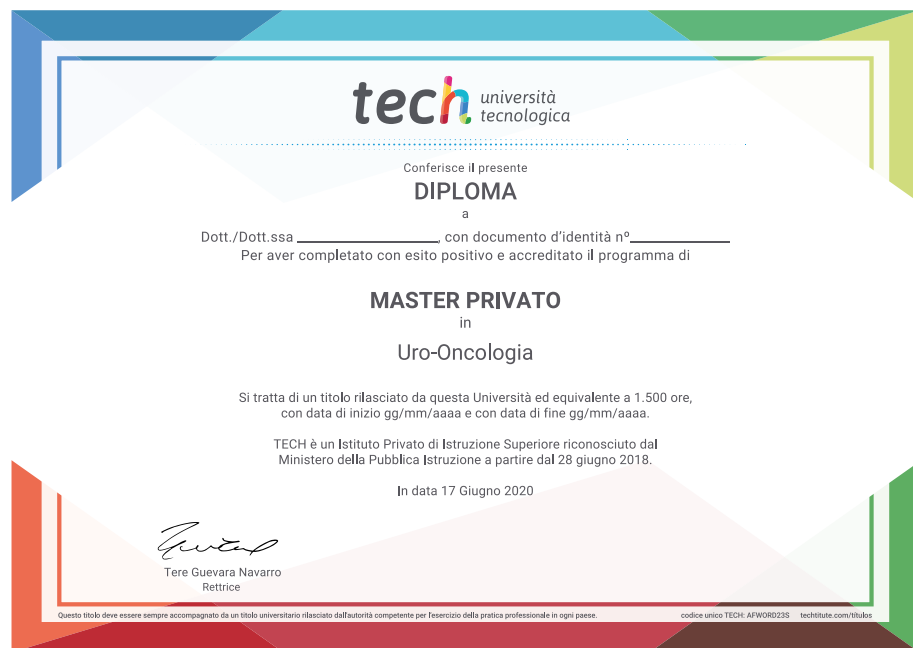 tech università
tecnologica
Conferisce il presente
DIPLOMA
a
Dott./Dott.ssa ________________, con documento d'identità nº____________
Per aver completato con esito positivo e accreditato il programma di
MASTER PRIVATO
in
Uro-Oncologia
Si tratta di un titolo rilasciato da questa Università ed equivalente a 1.500 ore,
con data di inizio gg/mm/aaaa e con data di fine gg/mm/aaaa.
TECH è un Istituto Privato di Istruzione Superiore riconosciuto dal
Ministero della Pubblica Istruzione a partire dal 28 giugno 2018.
In data 17 Giugno 2020
Tere Guevara Navarro
Rettrice
Questo titolo deve essere sempre accompagnato da un titolo universitario rilasciato dall'autorità competente per l'esercizio della pratica professionale in ogni paese. codice unico TECH: AFWORD23S techtitute.com/titulos